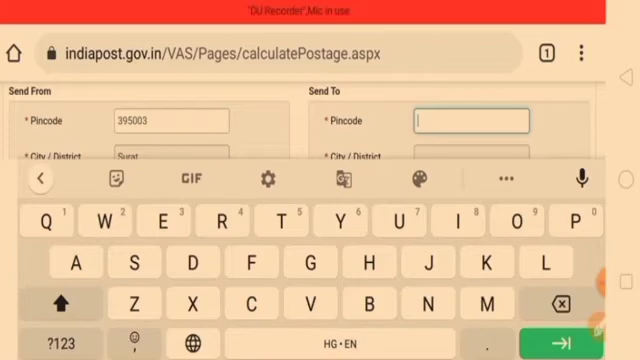 "DU Recorder",Mic in use
indiapost.gov.in/VAS/Pages/calculatePostage.aspx
1
Send From
Send To
* Pincode 395003
* Pincode
* City / District Surat
* City / District
GIF
Q 1 W 2 E 3 R 4 T 5 Y 6 U 7 I 8 O 9 P 0
A S D F G H J K L
Z X C V B N M
?123 , HG • EN .